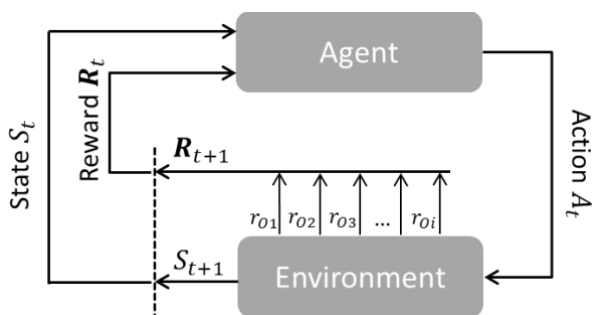 Agent
State S_t
Reward R_t
R_{t+1}
Action A_t
r_{O1} r_{O2} r_{O3} ... r_{Oi}
S_{t+1}
Environment